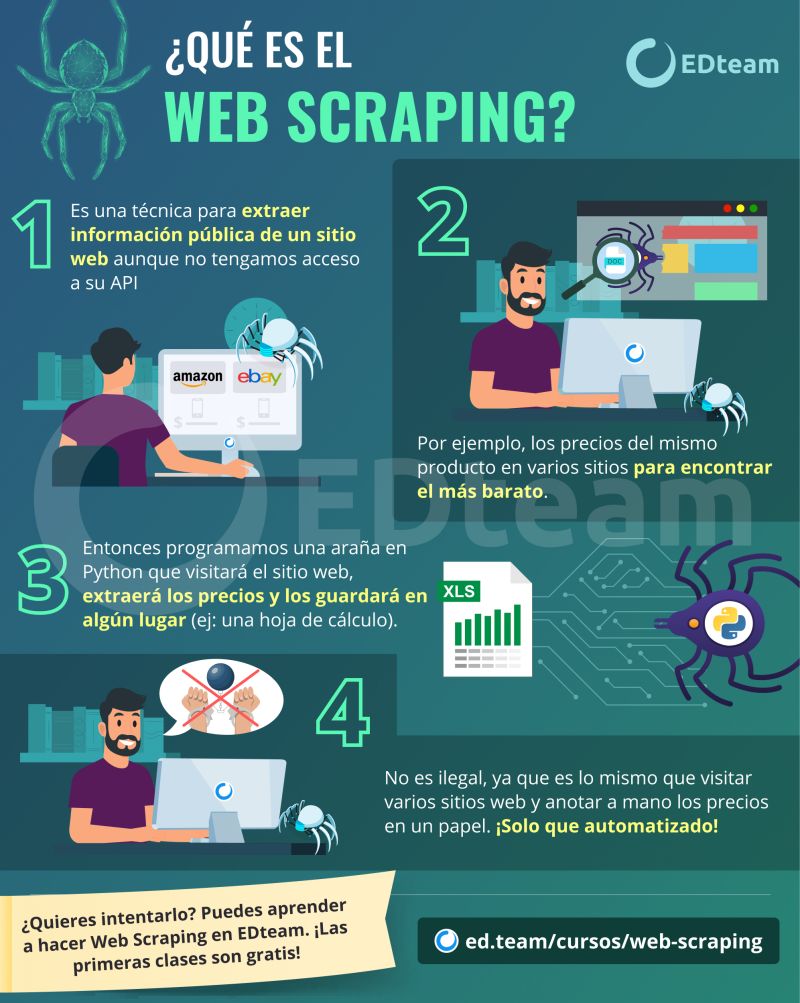 ¿QUÉ ES EL
WEB SCRAPING?
EDteam
1
Es una técnica para extraer
información pública de un sitio
web aunque no tengamos acceso
a su API
amazon
ebay
$
$
2
DOC
Por ejemplo, los precios del mismo
producto en varios sitios para encontrar
el más barato.
EDteam
3
Entonces programamos una araña en
Python que visitará el sitio web,
extraerá los precios y los guardará en
algún lugar (ej: una hoja de cálculo).
XLS
4
No es ilegal, ya que es lo mismo que visitar
varios sitios web y anotar a mano los precios
en un papel. ¡Solo que automatizado!
¿Quieres intentarlo? Puedes aprender
a hacer Web Scraping en EDteam. ¡Las
primeras clases son gratis!
ed.team/cursos/web-scraping